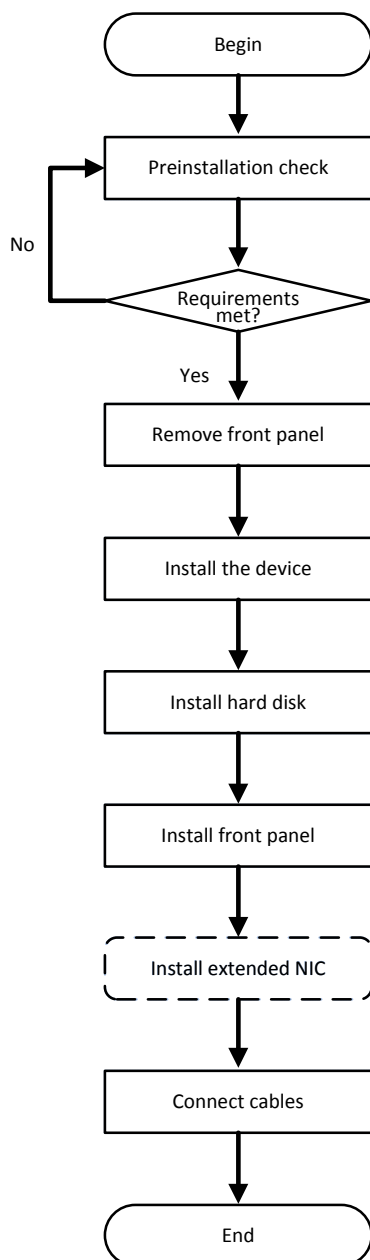 Begin
Preinstallation check
No
Requirements
met?
Yes
Remove front panel
Install the device
Install hard disk
Install front panel
Install extended NIC
Connect cables
End